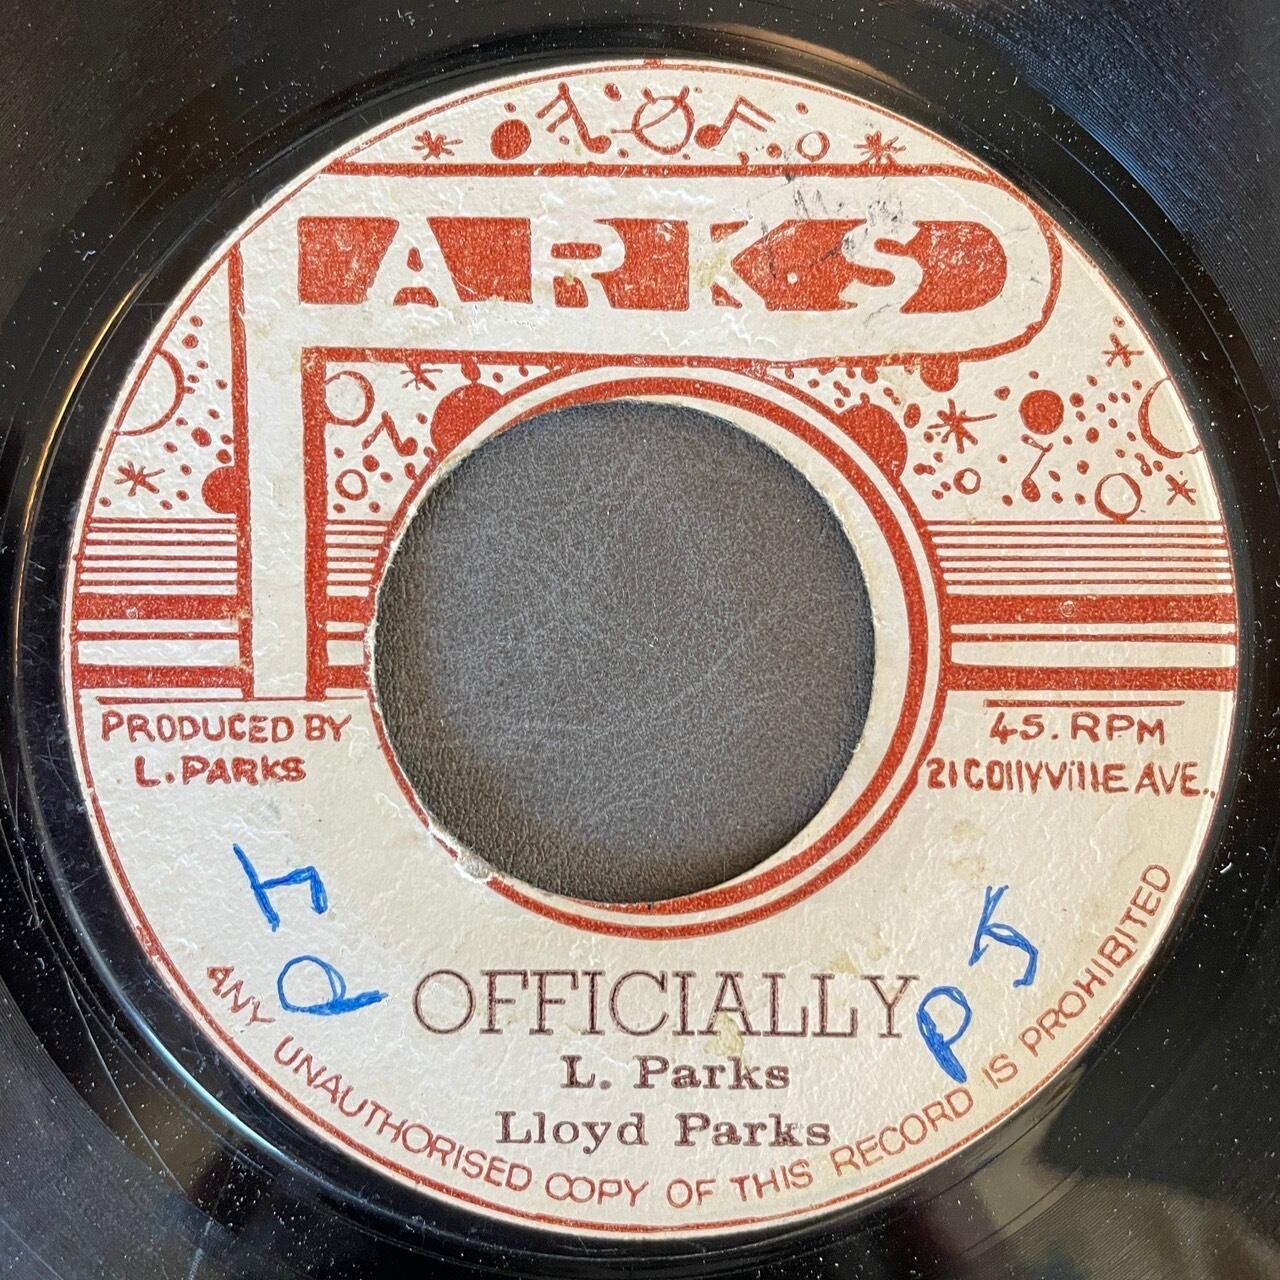 PARK.S
PRODUCED BY
L. PARKS
45. RPM
21 COllYVillE AVE..
OFFICIALLY
L. Parks
Lloyd Parks
ANY UNAUTHORISED COPY OF THIS RECORD IS PROHIBITED